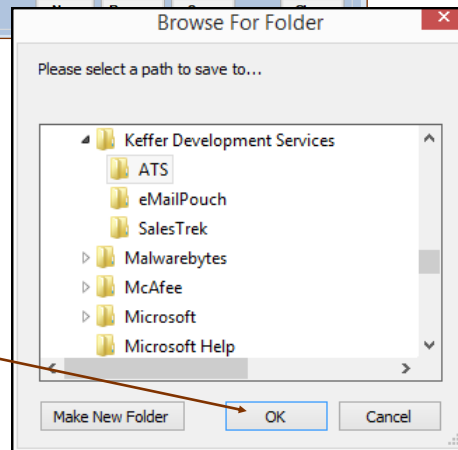 Browse For Folder
Please select a path to save to...
Keffer Development Services
ATS
eMailPouch
SalesTrek
Malwarebytes
McAfee
Microsoft
Microsoft Help
Make New Folder OK Cancel